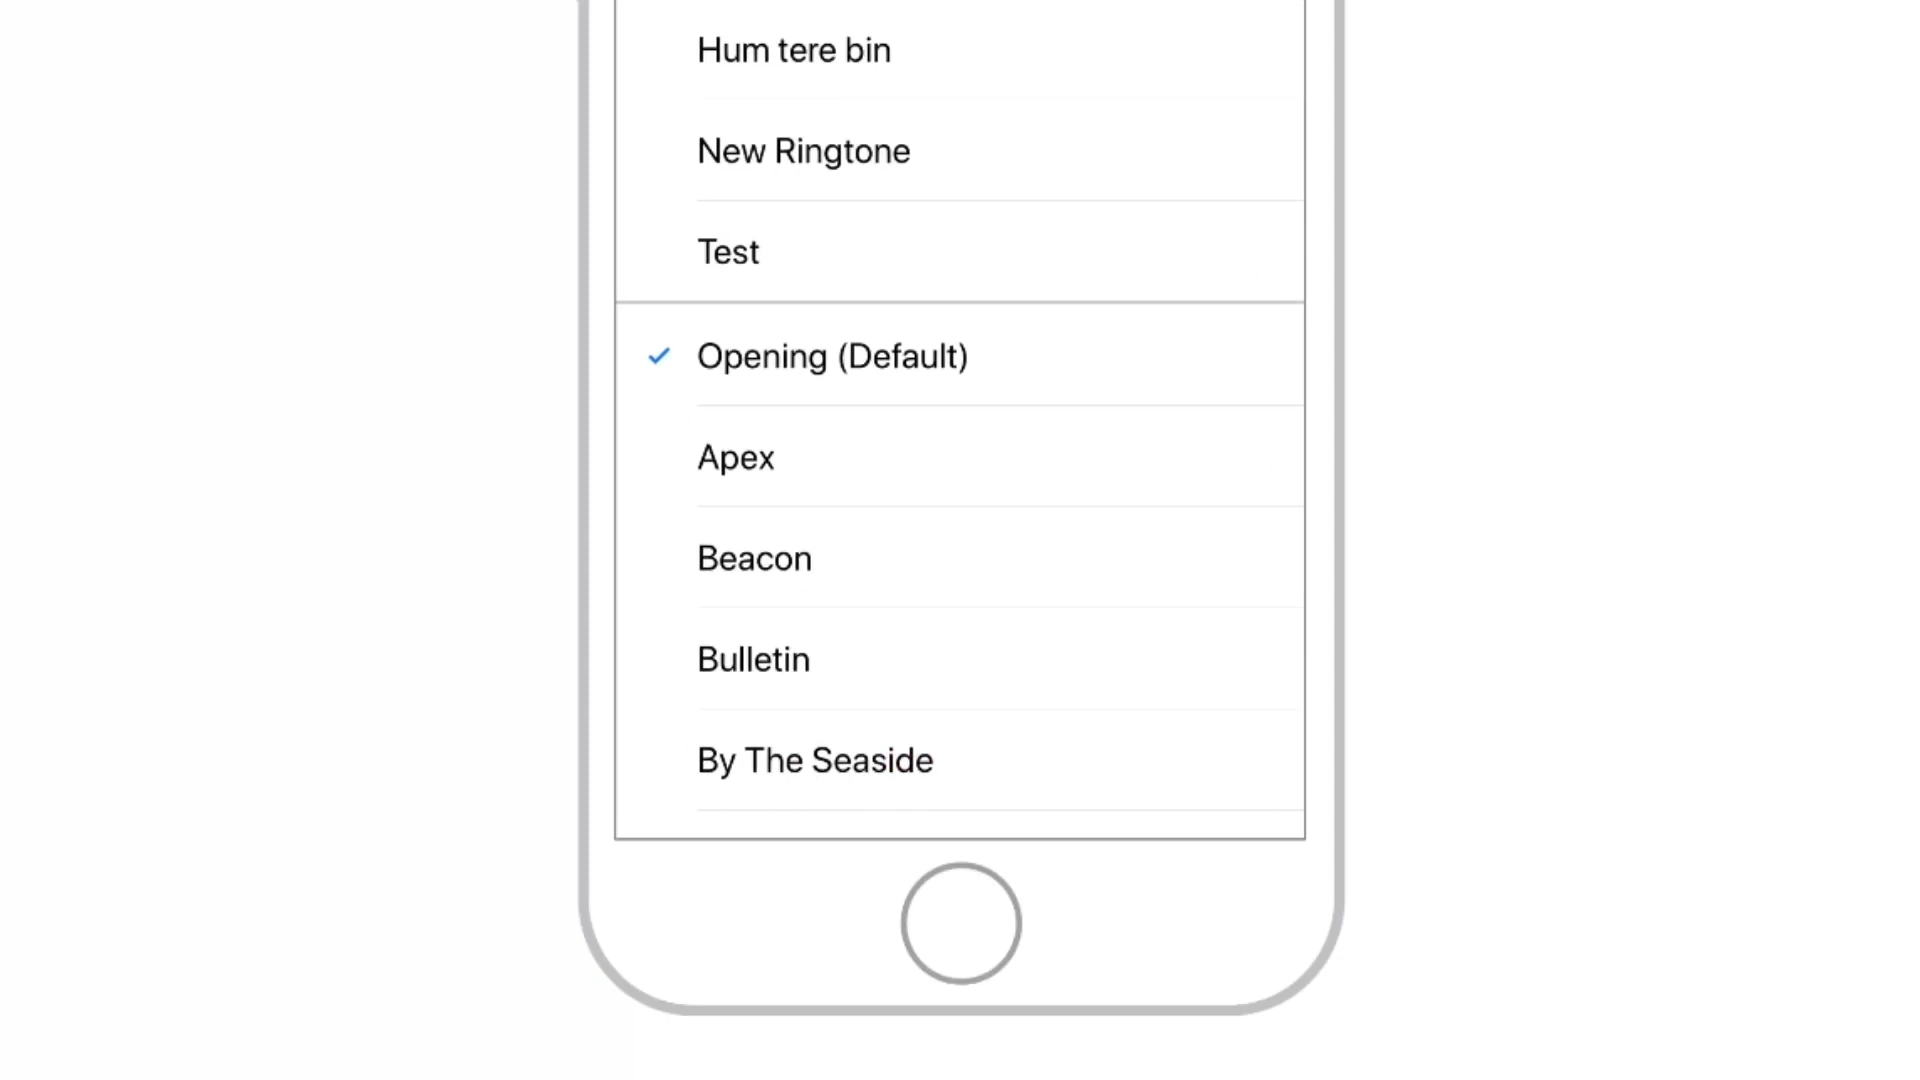 Hum tere bin
New Ringtone
Test
Opening (Default)
Apex
Beacon
Bulletin
By The Seaside